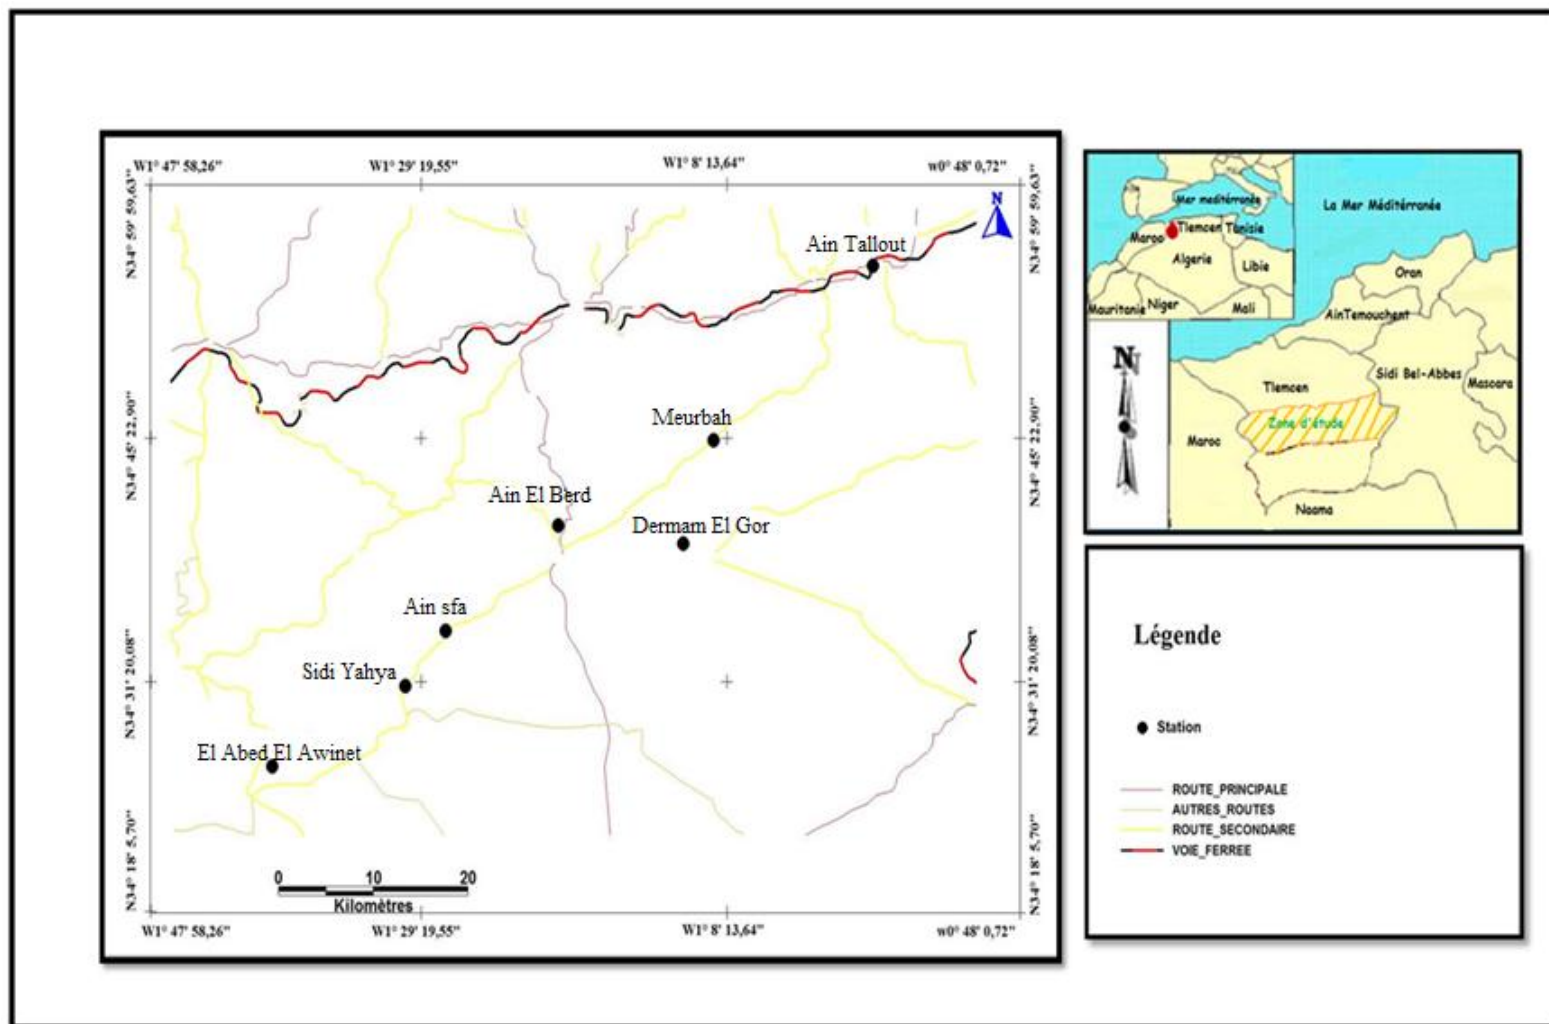 W1° 47' 58,26" W1° 29' 19,55" W1° 8' 13,64" w0° 48' 0,72"
N34° 59' 59,63"
N34° 45' 22,90"
N34° 31' 20,08"
N34° 18' 5,70"
N
Ain Tallout
Meurbah
Ain El Berd
Dermam El Gor
Ain sfa
Sidi Yahya
El Abed El Awinet
0 10 20
Kilomètres
N34° 59' 59,63"
N34° 45' 22,90"
N34° 31' 20,08"
N34° 18' 5,70"
W1° 47' 58,26" W1° 29' 19,55" W1° 8' 13,64" w0° 48' 0,72"
Mer meditérranée
Maroc
Tlemcen
Tunisie
Algerie
Libie
Mauritanie
Niger
Mali
La Mer Méditérranée
Oran
AinTemouchent
Sidi Bel-Abbes
Mascara
Tlemcen
Zone d'étude
Maroc
Naama
N
Légende
Station
ROUTE_PRINCIPALE
AUTRES_ROUTES
ROUTE_SECONDAIRE
VOIE_FERREE